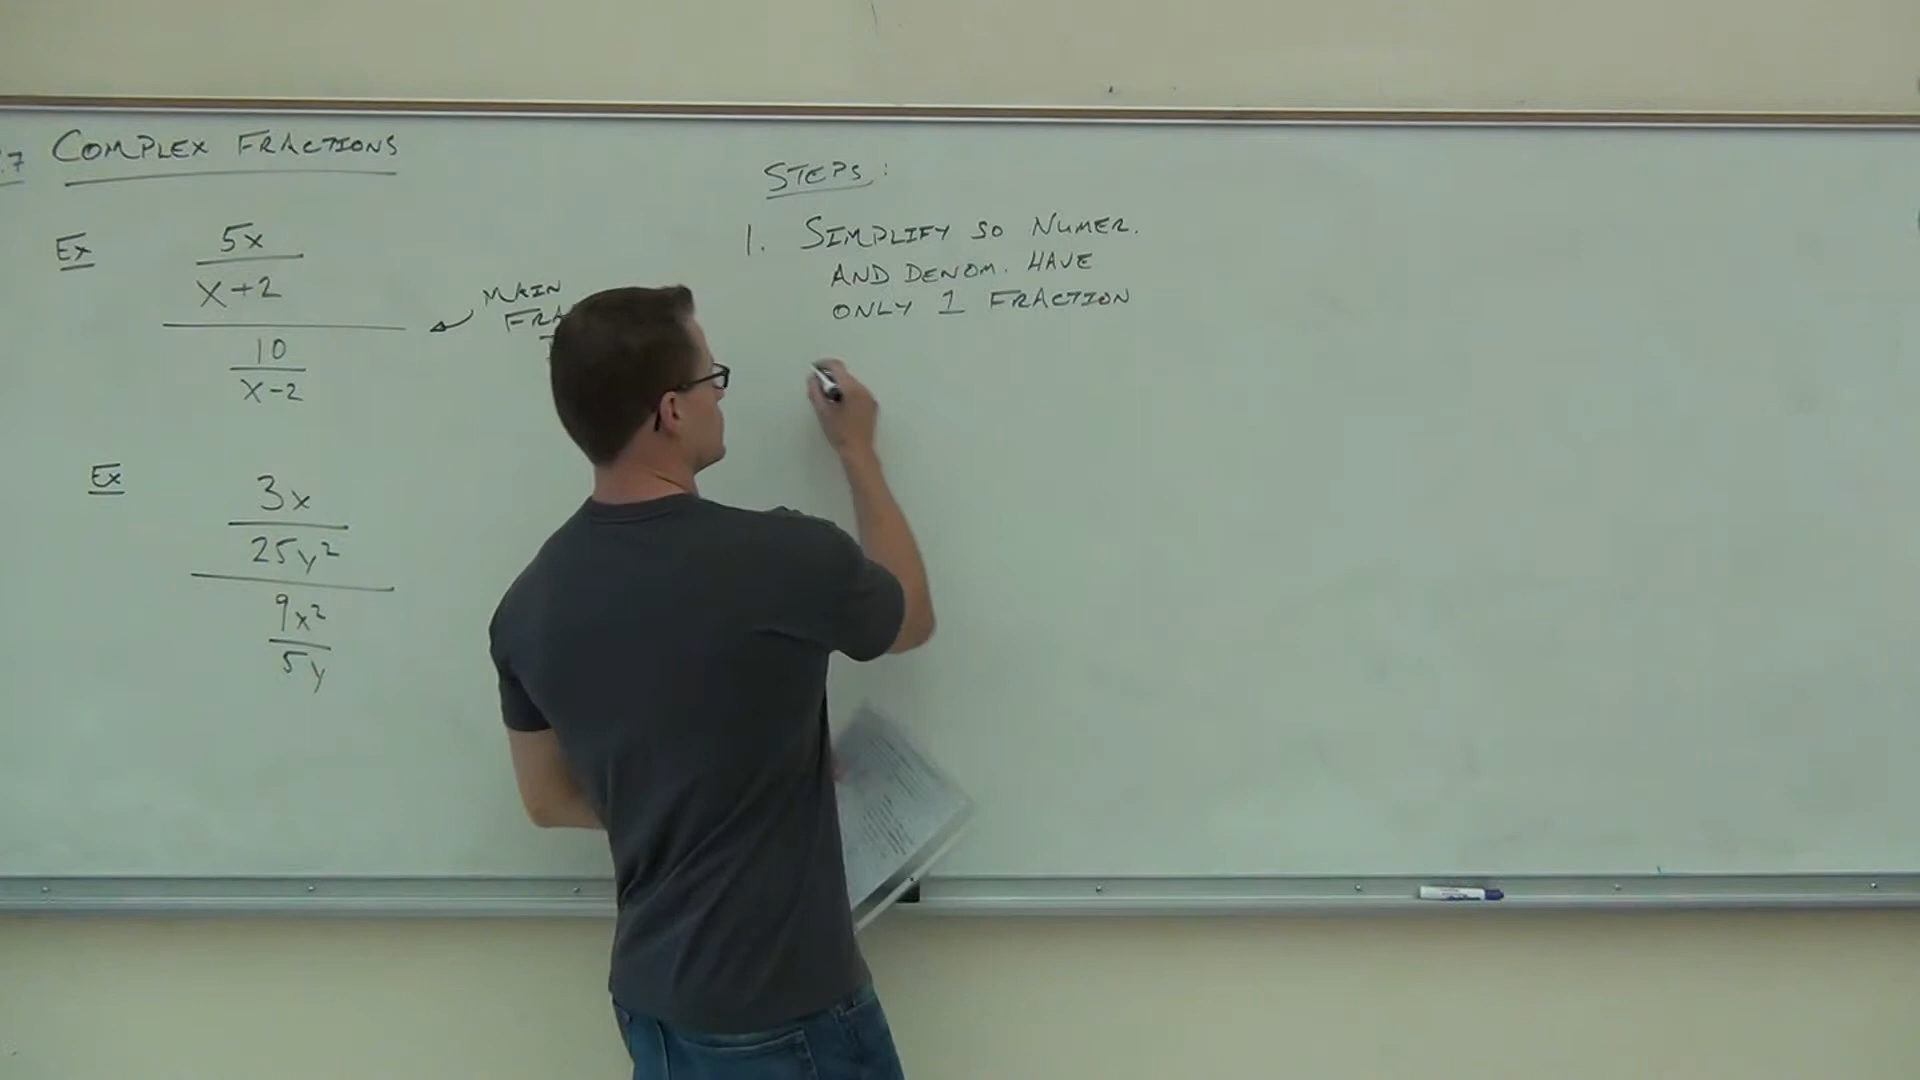 .7 COMPLEX FRACTIONS
Ex
5x
x+2
10
x-2
MAIN
Ex
3x
25y²
9x²
5y
STEPS:
1. SIMPLIFY SO NUMER.
AND DENOM. HAVE
ONLY 1 FRACTION